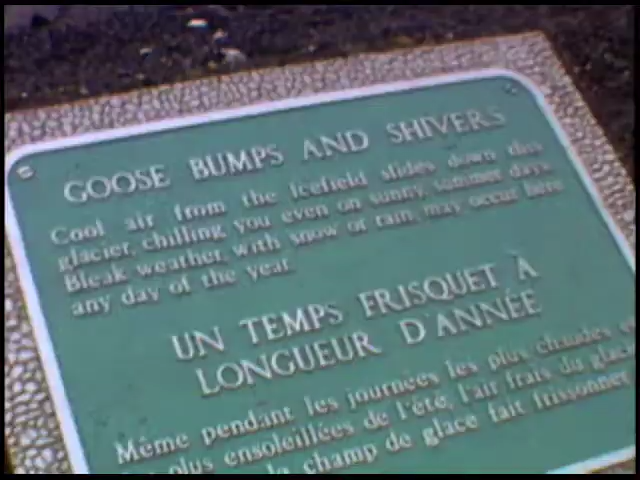 GOOSE BUMPS AND SHIVERS
Cool air from the Icefield slides down this
glacier, chilling you even on sunny, summer days.
Bleak weather, with snow or rain, may occur here
any day of the year.
UN TEMPS FRISQUET À
LONGUEUR D'ANNÉE
Même pendant les journées les plus chaudes et
plus ensoleillées de l'été, l'air frais du
champ de glace fait frissonner